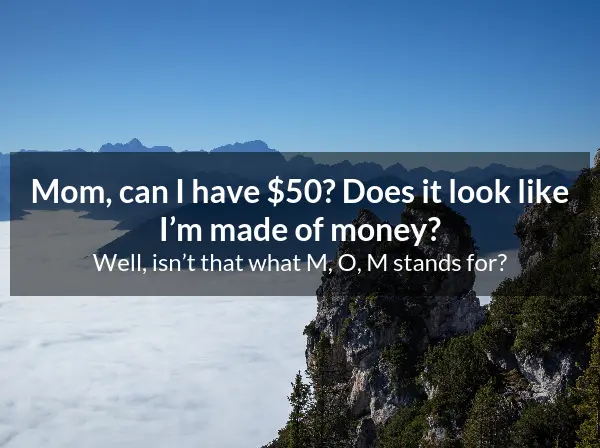 Mom, can I have $50? Does it look like
I’m made of money?
Well, isn’t that what M, O, M stands for?